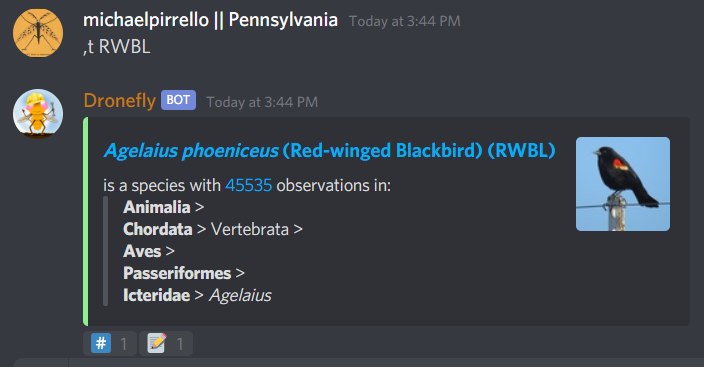 michaelpirrello || Pennsylvania Today at 3:44 PM
,t RWBL
Dronefly BOT Today at 3:44 PM
Agelaius phoeniceus (Red-winged Blackbird) (RWBL)
is a species with 45535 observations in:
Animalia >
Chordata > Vertebrata >
Aves >
Passeriformes >
Icteridae > Agelaius
# 1 1